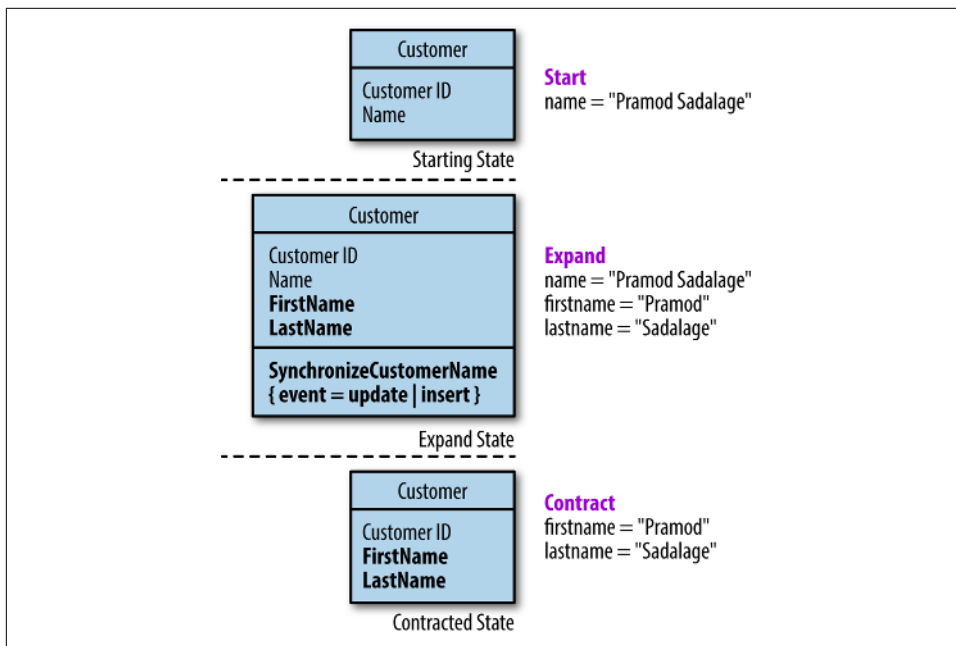 Customer
Customer ID
Name
Start
name = "Pramod Sadalage"
Starting State
Customer
Customer ID
Name
FirstName
LastName
SynchronizeCustomerName
{ event = update | insert }
Expand
name = "Pramod Sadalage"
firstname = "Pramod"
lastname = "Sadalage"
Expand State
Customer
Customer ID
FirstName
LastName
Contract
firstname = "Pramod"
lastname = "Sadalage"
Contracted State